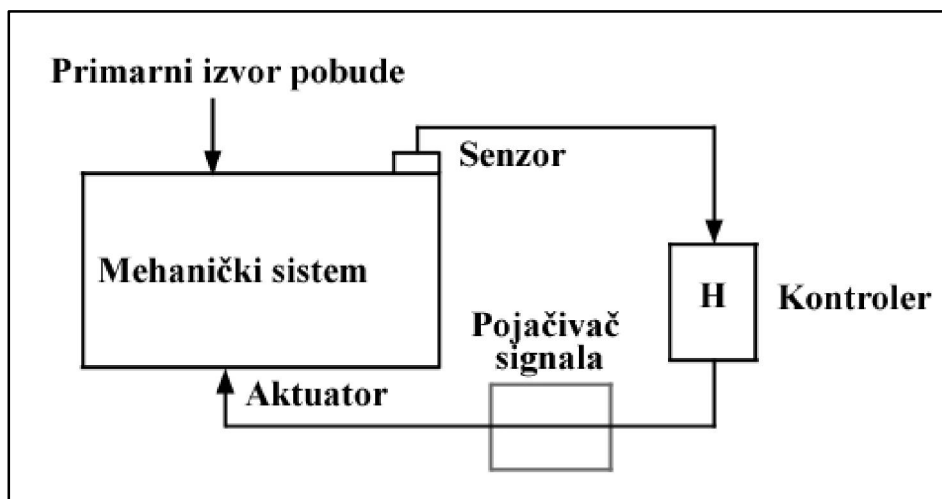 Primarni izvor pobude
Senzor
Mehanički sistem
H
Kontroler
Pojačivač
signala
Aktuator